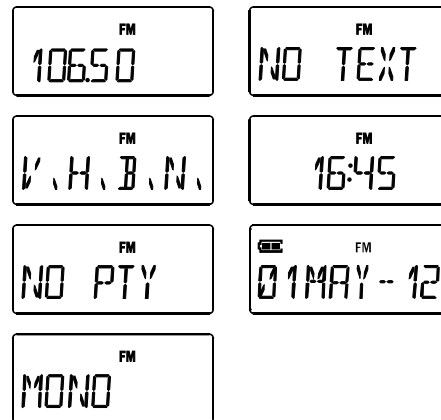 FM
106.50
FM
NO TEXT
FM
V.H.B.N.
FM
16:45
FM
NO PTY
FM
01MAY-12
FM
MONO